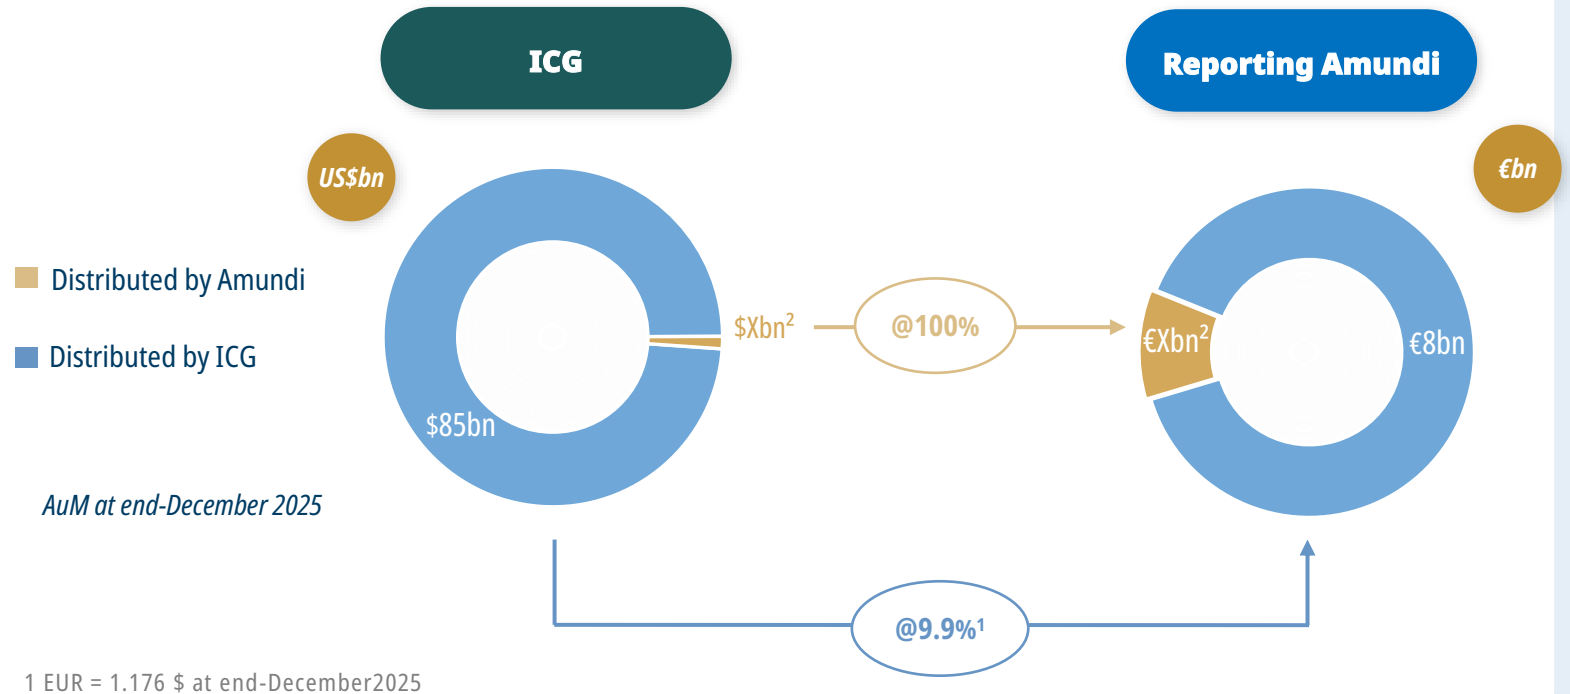 ICG
Reporting Amundi
US$bn
€bn
Distributed by Amundi
Distributed by ICG
$Xbn²
@100%
€Xbn²
€8bn
$85bn
AuM at end-December 2025
@9.9%¹
1 EUR = 1.176 $ at end-December2025